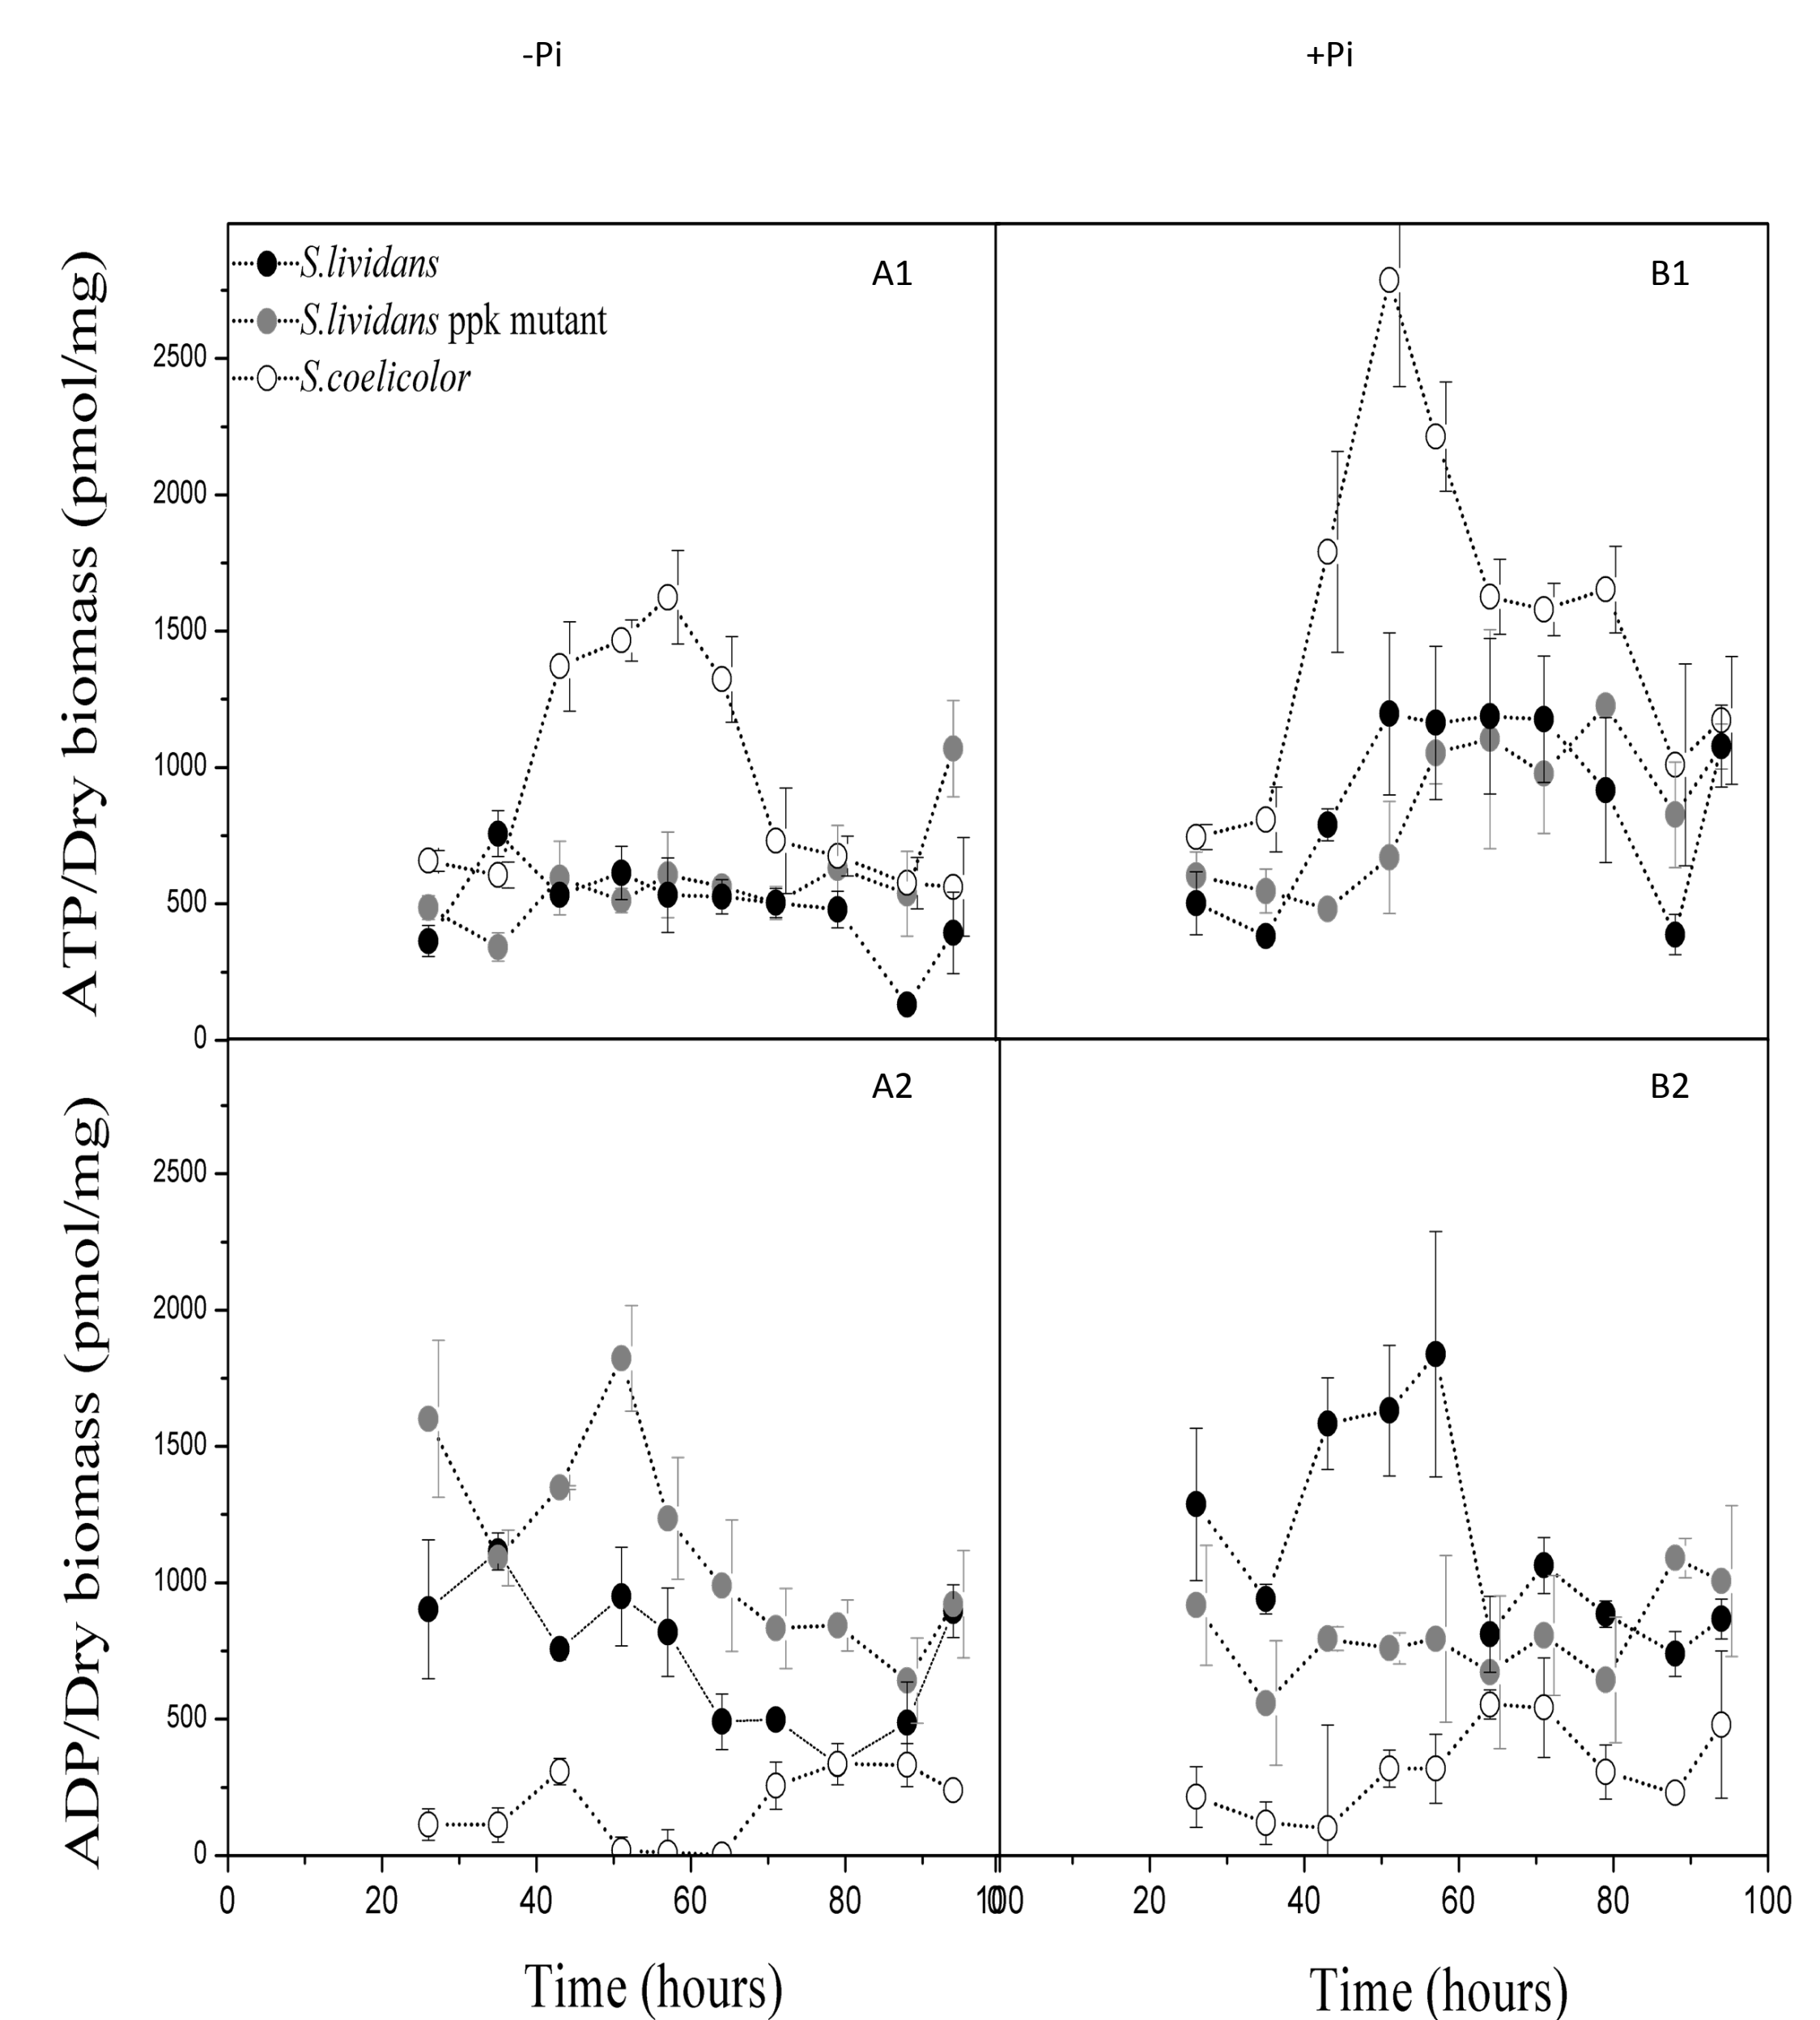 -Pi
+Pi
ATP/Dry biomass (pmol/mg)
S.lividans
S.lividans ppk mutant
S.coelicolor
A1
B1
2500
2000
1500
1000
500
0
ADP/Dry biomass (pmol/mg)
A2
B2
2500
2000
1500
1000
500
0
0 20 40 60 80 100
0 20 40 60 80 100
Time (hours)
Time (hours)